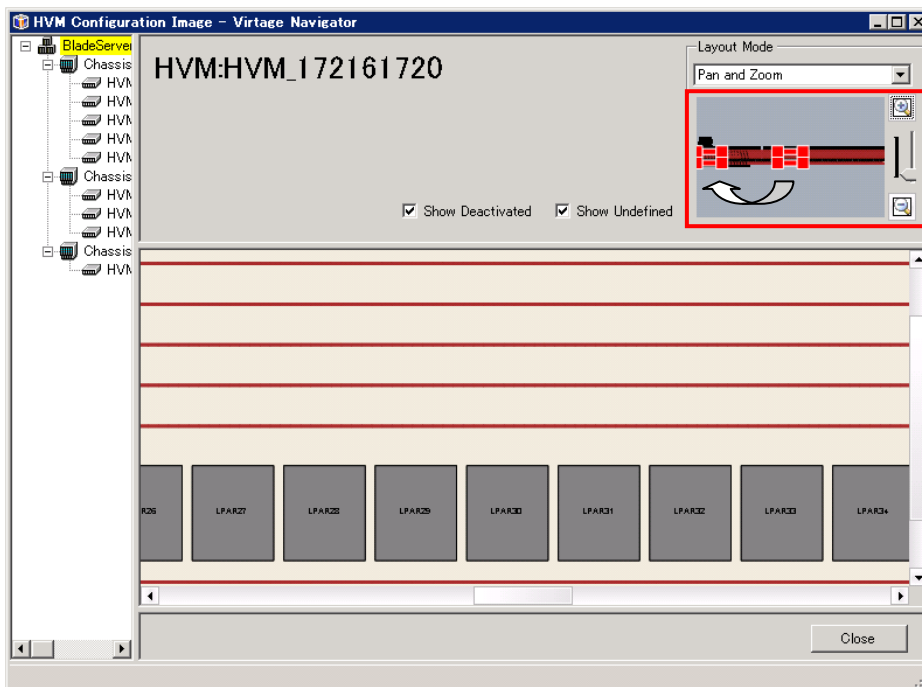 HVM Configuration Image - Virtage Navigator
BladeServer
Chassis
HVM
HVM
HVM
HVM
HVM
Chassis
HVM
HVM
HVM
Chassis
HVM
HVM:HVM_172161720
Layout Mode
Pan and Zoom
Show Deactivated
Show Undefined
R26
LPAR27
LPAR28
LPAR29
LPAR30
LPAR31
LPAR32
LPAR33
LPAR34
Close